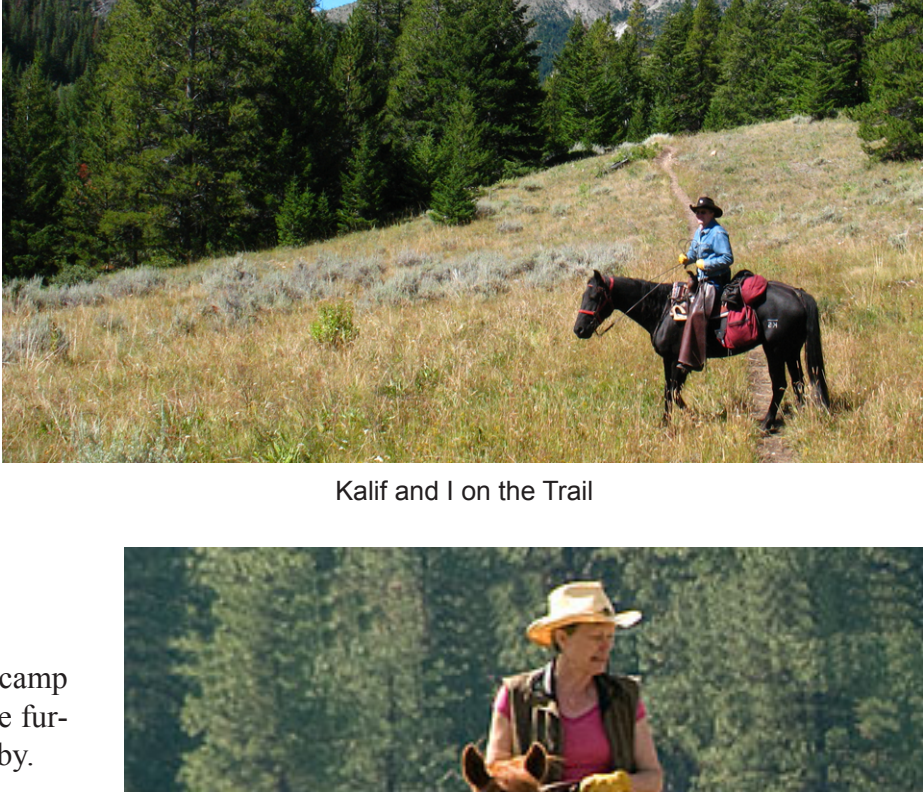 Kalif and I on the Trail
camp
e fur-
by.